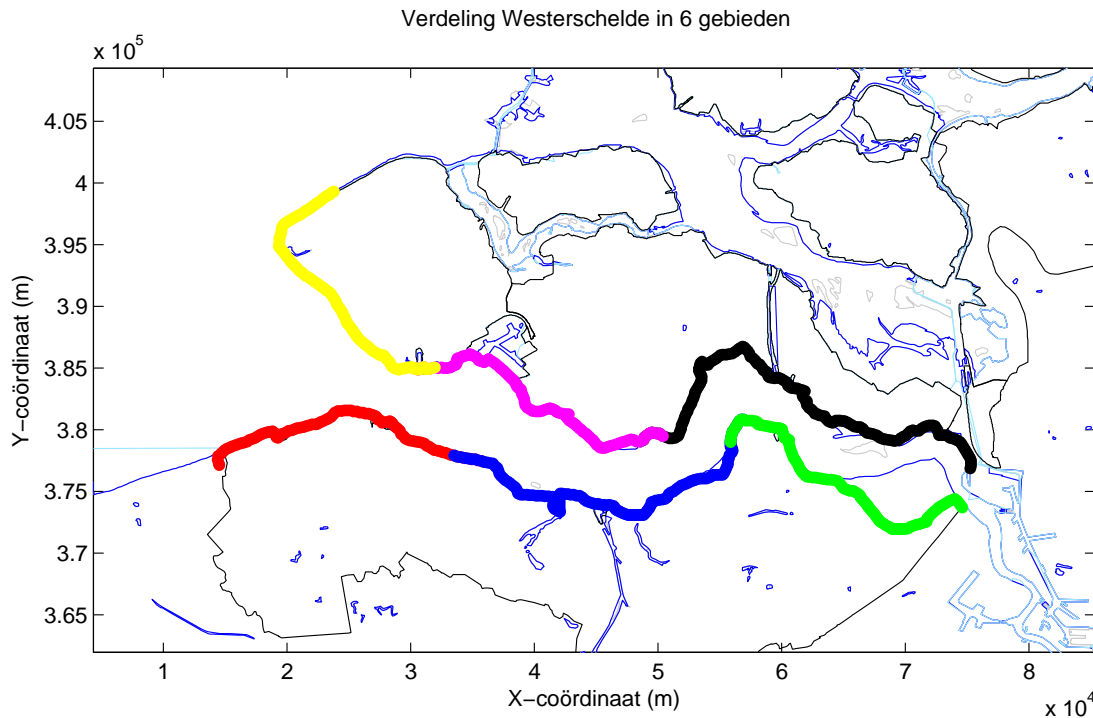 Verdeling Westerschelde in 6 gebieden
x 10^5
4.05
4
3.95
3.9
3.85
3.8
3.75
3.7
3.65
Y−coördinaat (m)
1 2 3 4 5 6 7 8
X−coördinaat (m)
x 10^4